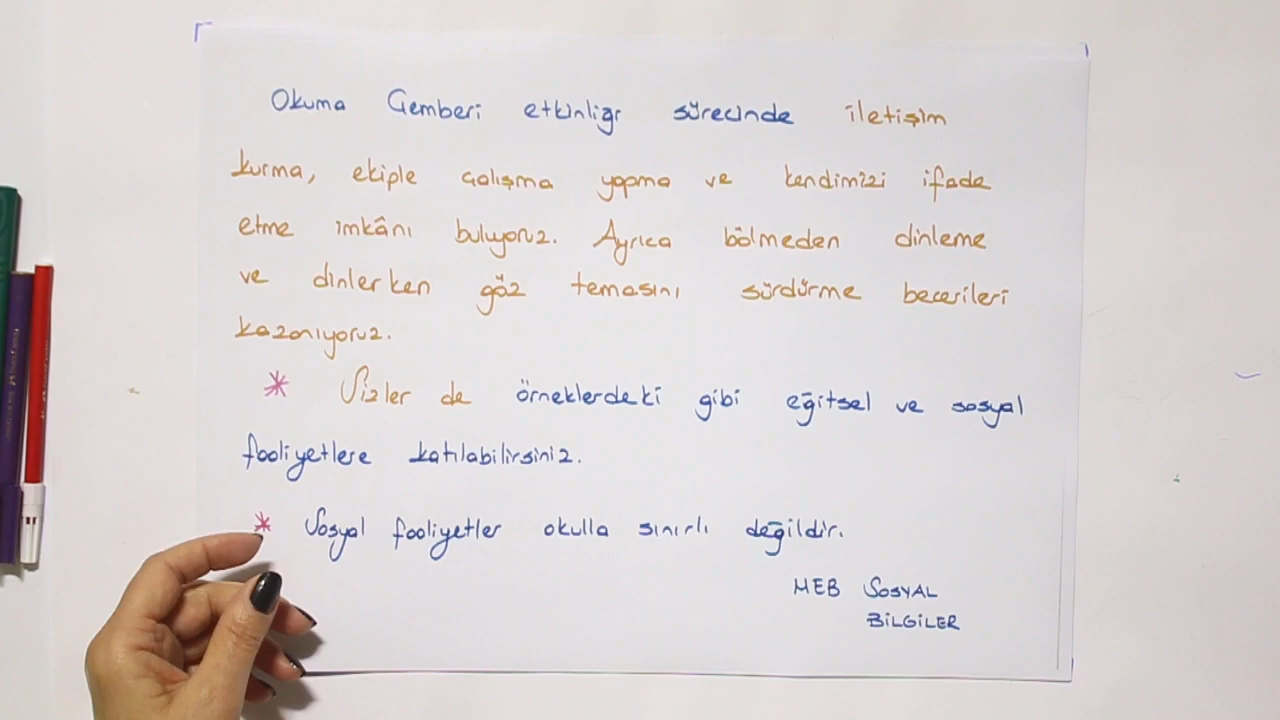 Okuma Çemberi etkinliği sürecinde iletişim
kurma, ekiple çalışma yapma ve kendimizi ifade
etme imkânı buluyoruz. Ayrıca bölmeden dinleme
ve dinlerken göz temasını sürdürme becerileri
kazanıyoruz.
* Sizler de örneklerdeki gibi eğitsel ve sosyal
faaliyetlere katılabilirsiniz.
* Sosyal faaliyetler okulla sınırlı değildir.
MEB SOSYAL
BİLGİLER